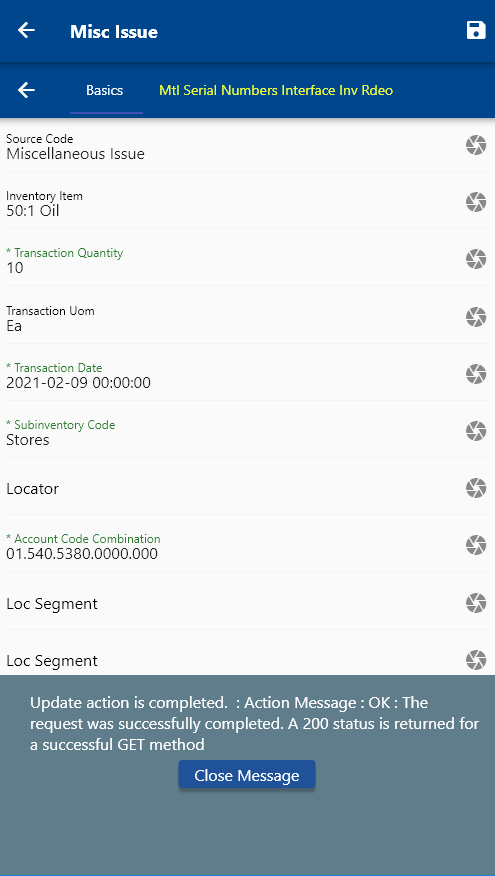 Misc Issue
Basics
Mtl Serial Numbers Interface Inv Rdeo
Source Code
Miscellaneous Issue
Inventory Item
50:1 Oil
* Transaction Quantity
10
Transaction Uom
Ea
* Transaction Date
2021-02-09 00:00:00
* Subinventory Code
Stores
Locator
* Account Code Combination
01.540.5380.0000.000
Loc Segment
Loc Segment
Update action is completed.  : Action Message : OK : The
request was successfully completed. A 200 status is returned for
a successful GET method
Close Message